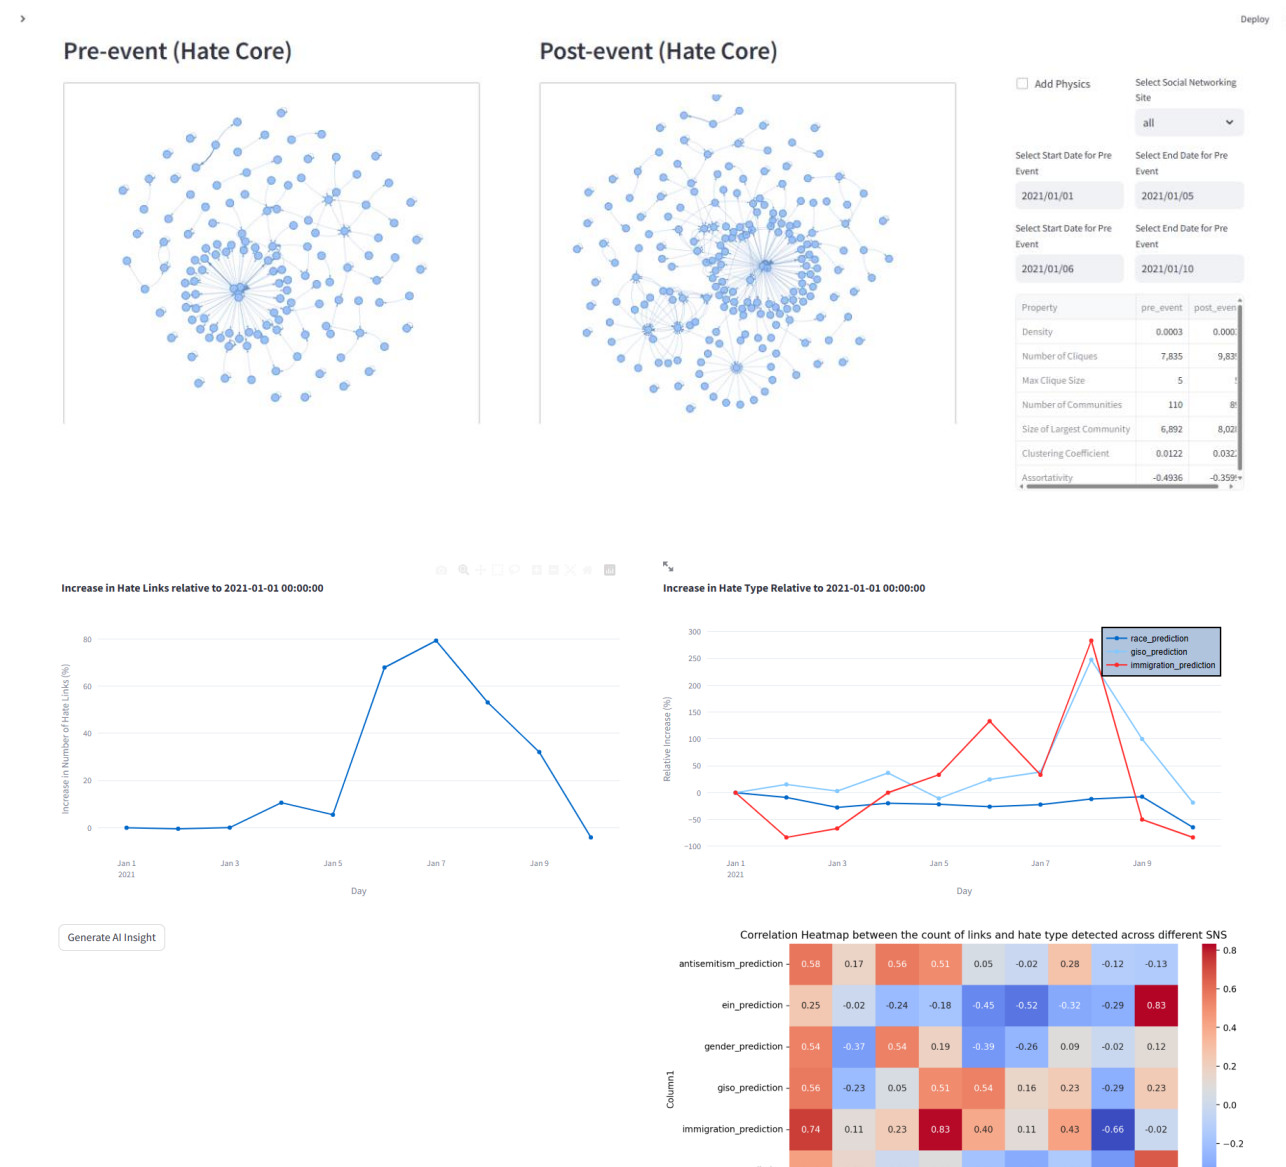 Deploy
Pre-event (Hate Core)
Post-event (Hate Core)
Add Physics
Select Social Networking
Site
all
Select Start Date for Pre
Event
Select End Date for Pre
Event
2021/01/01
2021/01/05
Select Start Date for Pre
Event
Select End Date for Pre
Event
2021/01/06
2021/01/10
Property pre_event post_even
Density 0.0003 0.000
Number of Cliques 7,835 9,83
Max Clique Size 5
Number of Communities 110 8
Size of Largest Community 6,892 8,02
Clustering Coefficient 0.0122 0.032
Assortativity -0.4936 -0.359
Increase in Hate Links relative to 2021-01-01 00:00:00
Increase in Number of Hate Links (%)
80
60
40
20
0
Jan 1 Jan 3 Jan 5 Jan 7 Jan 9
2021
Day
Increase in Hate Type Relative to 2021-01-01 00:00:00
race_prediction
giso_prediction
immigration_prediction
Relative Increase (%)
300
250
200
150
100
50
0
−50
−100
Jan 1 Jan 3 Jan 5 Jan 7 Jan 9
2021
Day
Generate AI Insight
Correlation Heatmap between the count of links and hate type detected across different SNS
Column1
antisemitism_prediction 0.58 0.17 0.56 0.51 0.05 -0.02 0.28 -0.12 -0.13
ein_prediction 0.25 -0.02 -0.24 -0.18 -0.45 -0.52 -0.32 -0.29 0.83
gender_prediction 0.54 -0.37 0.54 0.19 -0.39 -0.26 0.09 -0.02 0.12
giso_prediction 0.56 -0.23 0.05 0.51 0.54 0.16 0.23 -0.29 0.23
immigration_prediction 0.74 0.11 0.23 0.83 0.40 0.11 0.43 -0.66 -0.02
0.8
0.6
0.4
0.2
0.0
−0.2